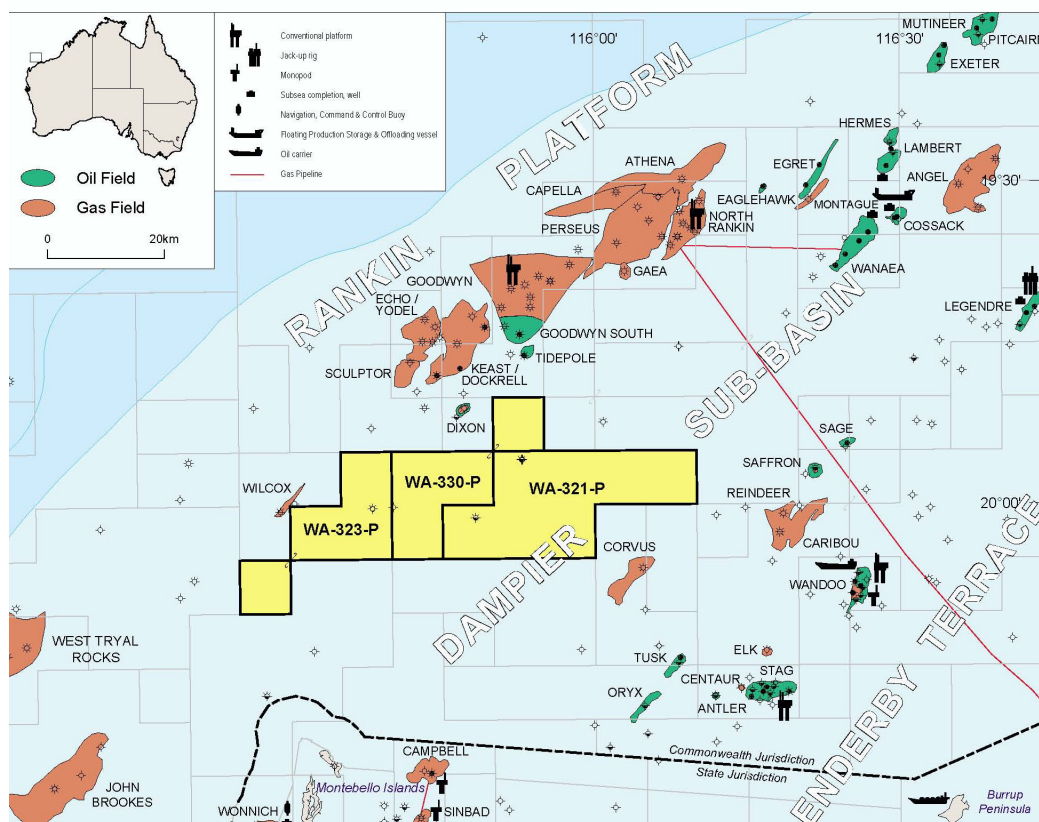 Conventional platform
Jack-up rig
Monopod
Subsea completion, well
Navigation, Command & Control Buoy
Floating Production Storage & Offloading vessel
Oil carrier
Gas Pipeline
Oil Field
Gas Field
0
20km
116°00'
116°30'
MUTINEER
PITCAIRN
EXETER
HERMES
LAMBERT
ANGEL
19°30'
EGRET
EAGLEHAWK
MONTAGUE
COSSACK
WANAEA
LEGENDRE
ATHENA
CAPELLA
PERSEUS
NORTH
RANKIN
GAEA
GOODWYN
ECHO /
YODEL
GOODWYN SOUTH
TIDEPOLE
SCULPTOR
KEAST /
DOCKRELL
DIXON
RANKIN
PLATFORM
DAMPIER
SUB-BASIN
ENDERBY
TERRACE
SAGE
SAFFRON
REINDEER
20°00'
CARIBOU
WANDOO
WILCOX
WA-323-P
WA-330-P
WA-321-P
CORVUS
WEST TRYAL
ROCKS
TUSK
ELK
CENTAUR
STAG
ORYX
ANTLER
Commonwealth Jurisdiction
State Jurisdiction
JOHN
BROOKES
CAMPBELL
Montebello Islands
WONNICH
SINBAD
Burrup
Peninsula